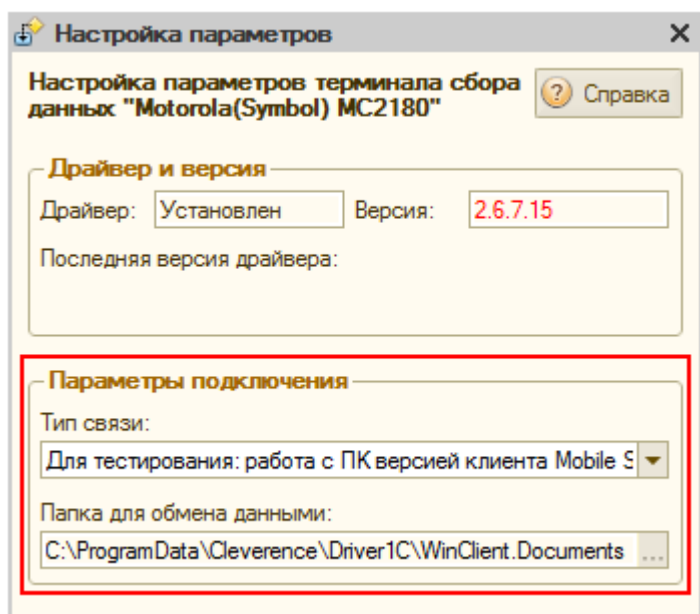 Настройка параметров
Настройка параметров терминала сбора
данных "Motorola(Symbol) MC2180"
Справка
Драйвер и версия
Драйвер: Установлен Версия: 2.6.7.15
Последняя версия драйвера:
Параметры подключения
Тип связи:
Для тестирования: работа с ПК версией клиента Mobile S
Папка для обмена данными:
C:\ProgramData\Cleverence\Driver1C\WinClient.Documents ...